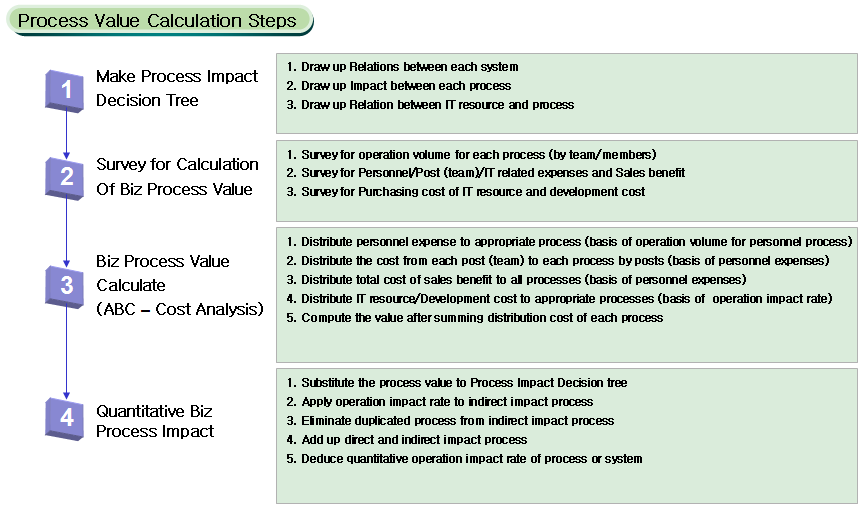 Process Value Calculation Steps
1
Make Process Impact
Decision Tree
1. Draw up Relations between each system
2. Draw up Impact between each process
3. Draw up Relation between IT resource and process
2
Survey for Calculation
Of Biz Process Value
1. Survey for operation volume for each process (by team/members)
2. Survey for Personnel/Post (team)/IT related expenses and Sales benefit
3. Survey for Purchasing cost of IT resource and development cost
3
Biz Process Value
Calculate
(ABC – Cost Analysis)
1. Distribute personnel expense to appropriate process (basis of operation volume for personnel process)
2. Distribute the cost from each post (team) to each process by posts (basis of personnel expenses)
3. Distribute total cost of sales benefit to all processes (basis of personnel expenses)
4. Distribute IT resource/Development cost to appropriate processes (basis of operation impact rate)
5. Compute the value after summing distribution cost of each process
4
Quantitative Biz
Process Impact
1. Substitute the process value to Process Impact Decision tree
2. Apply operation impact rate to indirect impact process
3. Eliminate duplicated process from indirect impact process
4. Add up direct and indirect impact process
5. Deduce quantitative operation impact rate of process or system